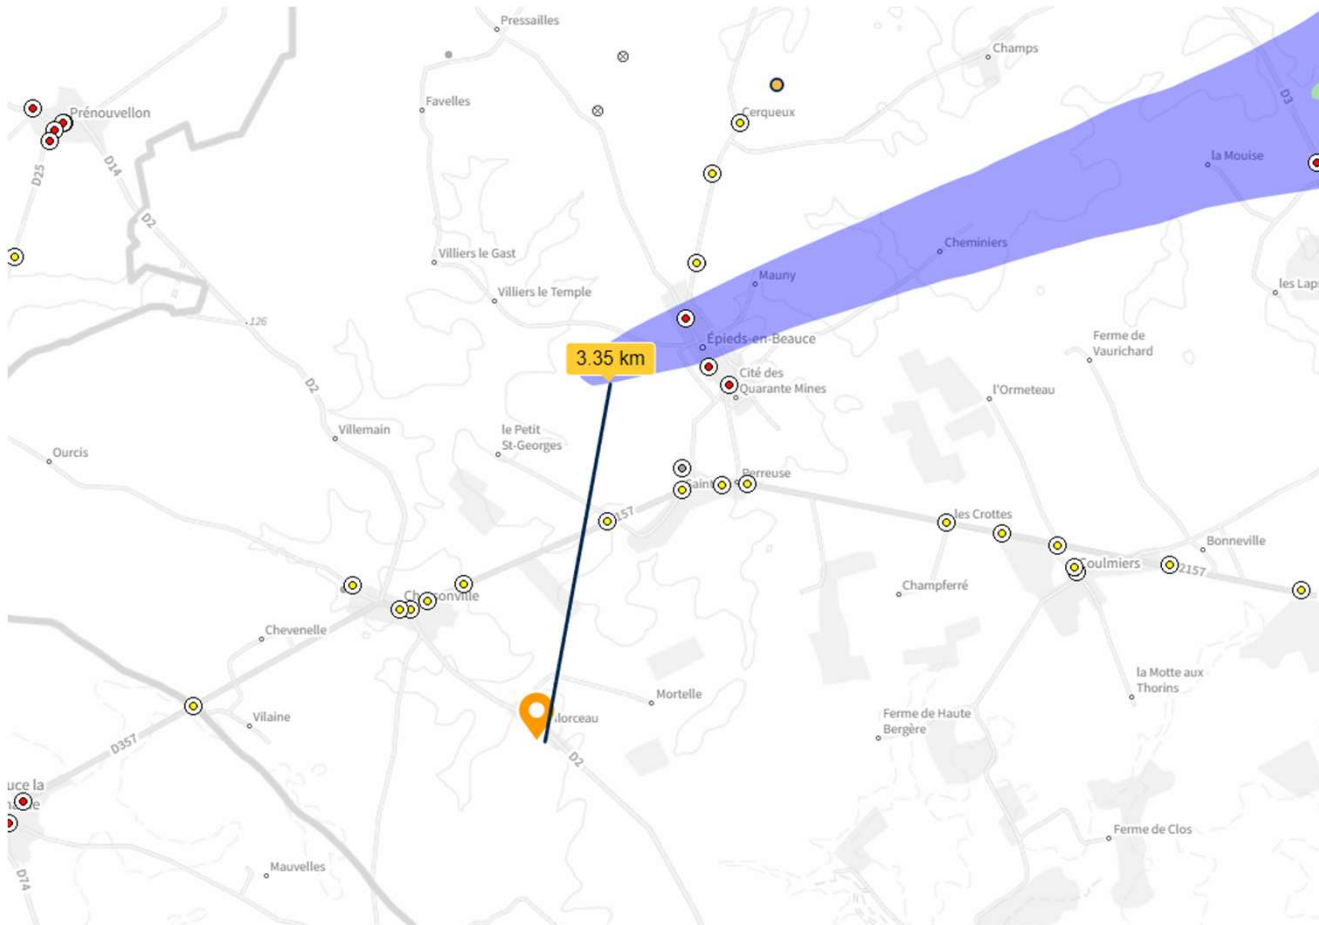 Pressailles
Champs
Favelles
Cerqueux
Prénouvellon
D3
D25
D14
la Mouise
D2
Villiers le Gast
Cheminiers
Mauny
Villiers le Temple
les Laps
126
Ferme de
Vaurichard
Épieds-en-Beauce
3.35 km
Cité des
Quarante Mines
D2
l'Ormeteau
le Petit
St-Georges
Villemain
Ourcis
Saint
Perreuse
157
les Crottes
Bonneville
Coulmiers
2157
Champferré
Chevenelle
la Motte aux
Thorins
Mortelle
Ferme de Haute
Bergère
Vilaine
D357
D2
uce la
Ferme de Clos
Mauvelles
D74